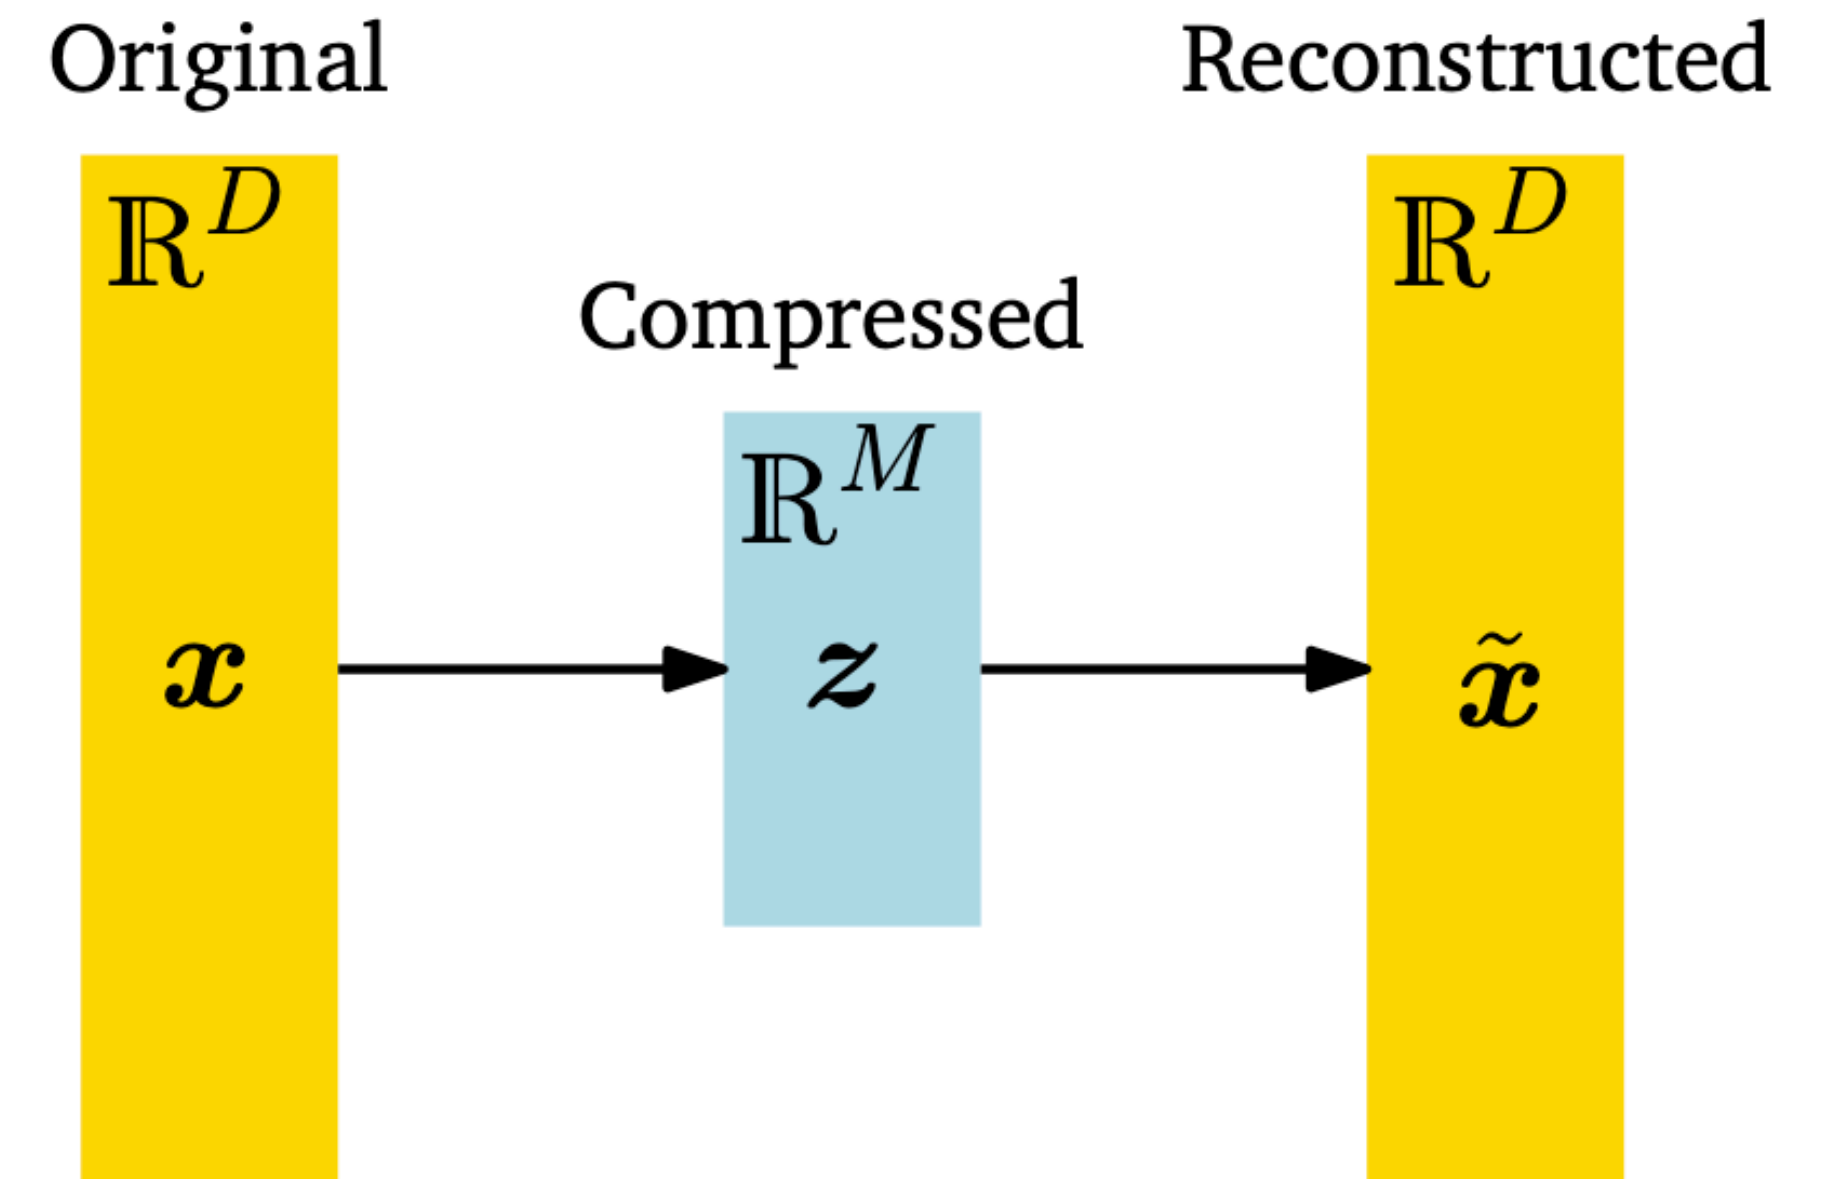 Original
Reconstructed
ℝ^D
ℝ^D
Compressed
ℝ^M
x
z
x̃